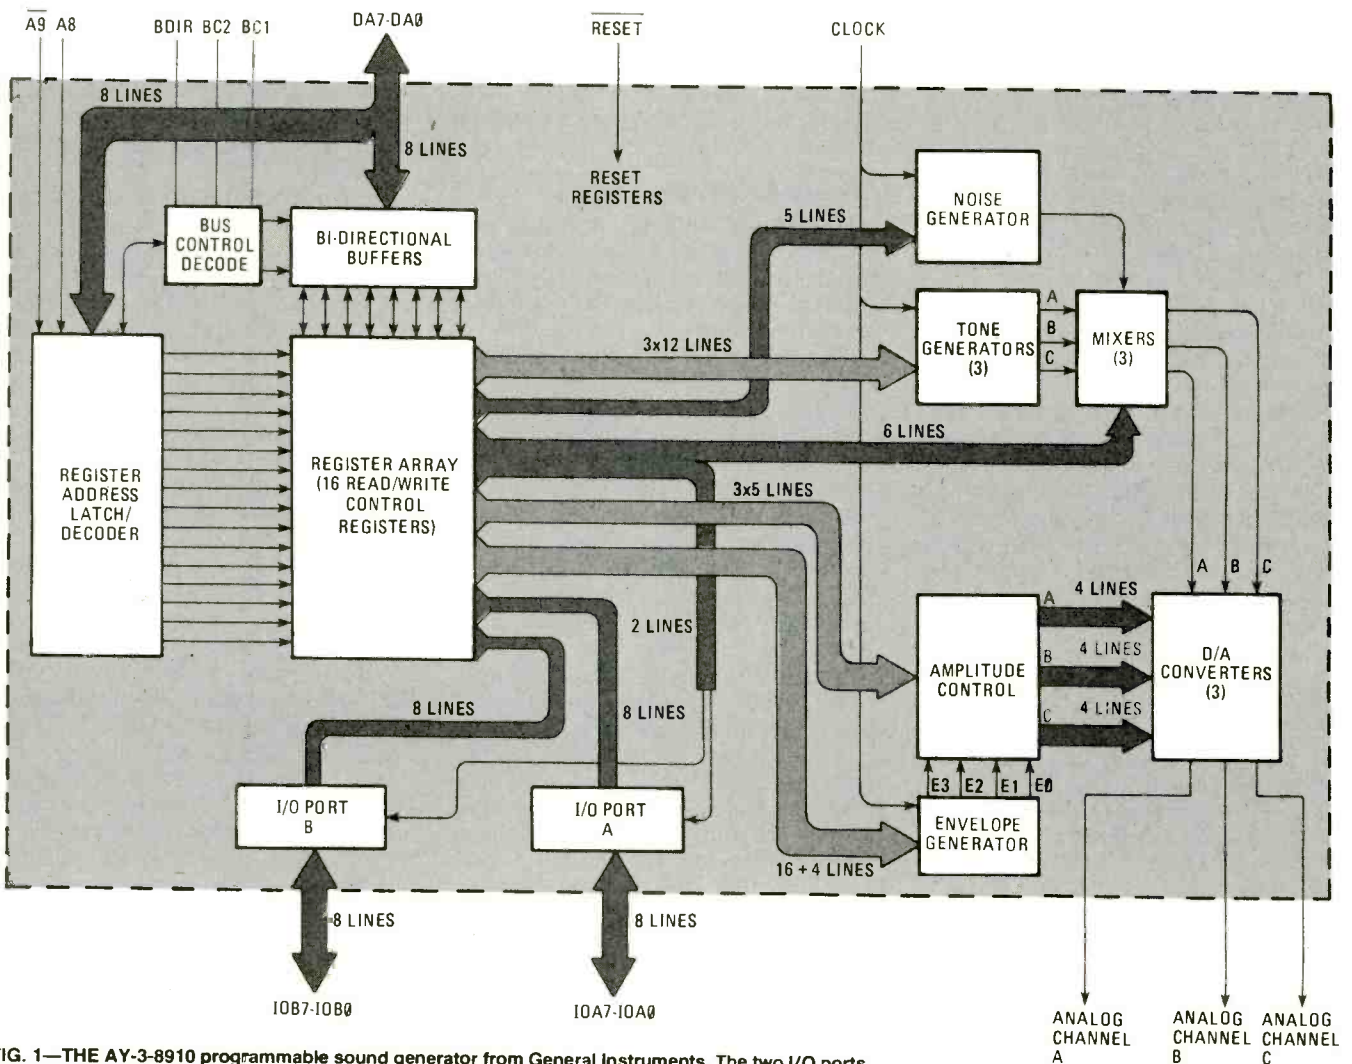 A9 A8 BDIR BC2 BC1 DA7-DA0 RESET CLOCK
8 LINES
8 LINES
RESET
REGISTERS
BUS
CONTROL
DECODE
BI-DIRECTIONAL
BUFFERS
5 LINES
NOISE
GENERATOR
3x12 LINES
TONE
GENERATORS
(3)
A
B
C
MIXERS
(3)
6 LINES
REGISTER
ADDRESS
LATCH/
DECODER
REGISTER ARRAY
(16 READ/WRITE
CONTROL
REGISTERS)
3x5 LINES
A B C
2 LINES
AMPLITUDE
CONTROL
A
4 LINES
B
4 LINES
C
4 LINES
D/A
CONVERTERS
(3)
8 LINES
8 LINES
E3 E2 E1 E0
I/O PORT
B
I/O PORT
A
ENVELOPE
GENERATOR
16 + 4 LINES
8 LINES
8 LINES
IOB7-IOB0
IOA7-IOA0
ANALOG
CHANNEL
A
ANALOG
CHANNEL
B
ANALOG
CHANNEL
C
IG. 1—THE AY-3-8910 programmable sound generator from General Instruments. The two I/O ports